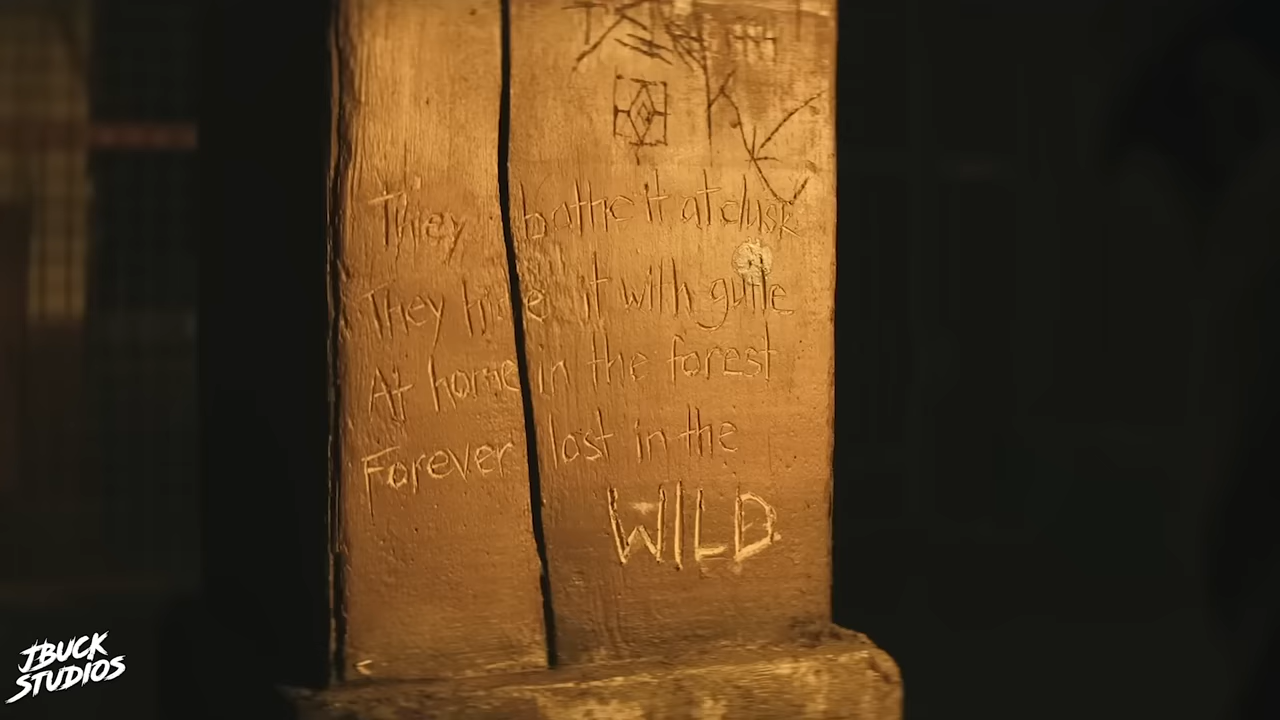 They bathe it at dusk
They hide it with guile
At home in the forest
Forever lost in the
WILD
JBUCK
STUDIOS